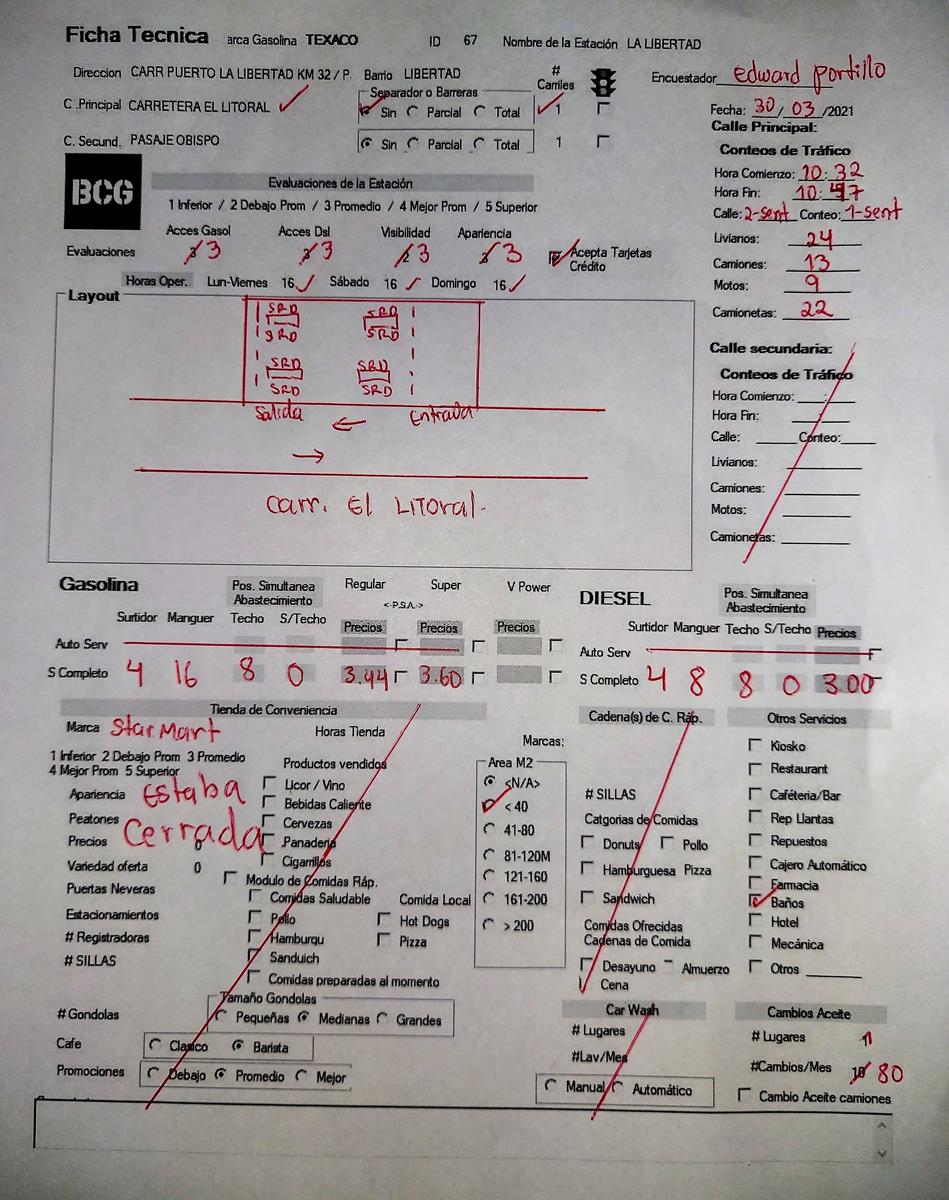 Ficha Tecnica arca Gasolina TEXACO ID 67 Nombre de la Estación LA LIBERTAD
Direccion CARR PUERTO LA LIBERTAD KM 32 / P Barrio LIBERTAD # Carriles Encuestador edward portillo
C .Principal CARRETERA EL LITORAL Separador o Barreras Sin Parcial Total 1
Fecha: 30/03/2021
C. Secund. PASAJE OBISPO Sin Parcial Total 1
Calle Principal:
Conteos de Tráfico
Hora Comienzo: 10:32
Hora Fin: 10:47
Calle: 2-sent Conteo: 1-sent
Livianos: 24
Camiones: 13
Motos: 9
Camionetas: 22
BCG
Evaluaciones de la Estación
1 Inferior / 2 Debajo Prom / 3 Promedio / 4 Mejor Prom / 5 Superior
Acces Gasol Acces Dsl Visibilidad Apariencia
Evaluaciones 3 3 3 3 Acepta Tarjetas Crédito
Horas Oper. Lun-Viernes 16 Sábado 16 Domingo 16
Layout
SRD SRD
SRD SRD
SRD SRD
SRD SRD
Salida Entrada
Carr. El Litoral.
Calle secundaria:
Conteos de Tráfico
Hora Comienzo:
Hora Fin:
Calle: Conteo:
Livianos:
Camiones:
Motos:
Camionetas:
Gasolina Pos. Simultanea Abastecimiento Regular Super V Power
<-P.S.A.->
Surtidor Manguer Techo S/Techo Precios Precios Precios
Auto Serv
S Completo 4 16 8 0 3.44 3.60
DIESEL Pos. Simultanea Abastecimiento
Surtidor Manguer Techo S/Techo Precios
Auto Serv
S Completo 4 8 8 0 3.00
Tienda de Conveniencia
Marca StarMart Horas Tienda
1 Inferior 2 Debajo Prom 3 Promedio
4 Mejor Prom 5 Superior
Apariencia Estaba
Peatones Cerrada
Precios 0
Variedad oferta 0
Puertas Neveras
Estacionamientos
# Registradoras
# SILLAS
Productos vendidos
Licor / Vino
Bebidas Caliente
Cervezas
Panaderia
Cigarrillos
Modulo de Comidas Ráp.
Comidas Saludable Comida Local
Pollo Hot Dogs
Hamburgu Pizza
Sanduich
Comidas preparadas al momento
# Gondolas Tamaño Gondolas Pequeñas Medianas Grandes
Cafe Clasico Barista
Promociones Debajo Promedio Mejor
Marcas:
Area M2
<N/A>
< 40
41-80
81-120M
121-160
161-200
> 200
Cadena(s) de C. Ráp.
# SILLAS
Catgorias de Comidas
Donuts Pollo
Hamburguesa Pizza
Sandwich
Comidas Ofrecidas
Cadenas de Comida
Desayuno Almuerzo
Cena
Car Wash
# Lugares
#Lav/Mes
Manual Automático
Otros Servicios
Kiosko
Restaurant
Caféteria/Bar
Rep Llantas
Repuestos
Cajero Automático
Farmacia
Baños
Hotel
Mecánica
Otros
Cambios Aceite
# Lugares 1
#Cambios/Mes 10 80
Cambio Aceite camiones